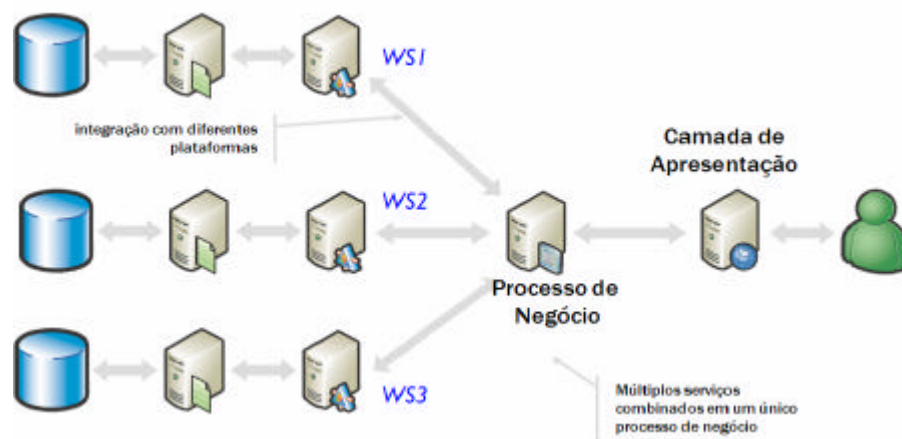 WS1
integração com diferentes
plataformas
Camada de
Apresentação
WS2
Processo de
Negócio
WS3
Múltiplos serviços
combinados em um único
processo de negócio